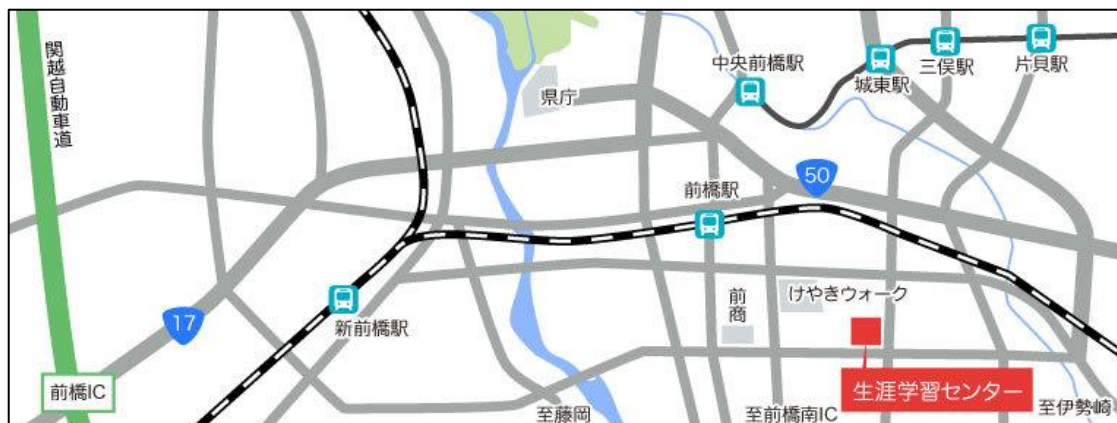 関越自動車道
県庁
中央前橋駅
城東駅
三俣駅
片貝駅
50
前橋駅
17
新前橋駅
前商
けやきウォーク
前橋IC
生涯学習センター
至藤岡
至前橋南IC
至伊勢崎